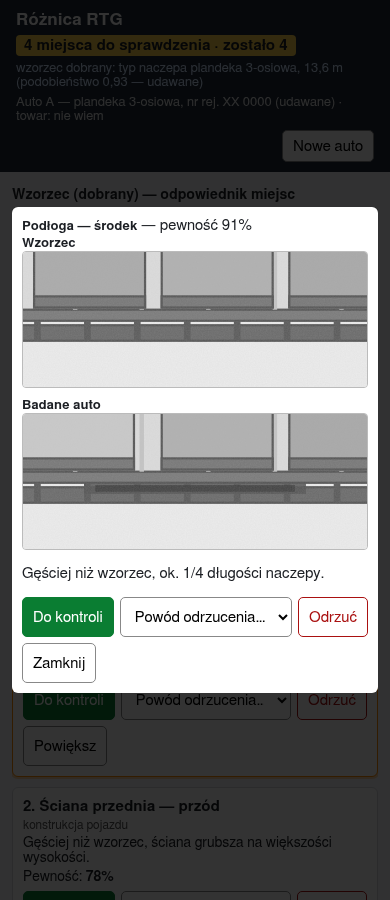 Różnica RTG
4 miejsca do sprawdzenia · zostało 4
wzorzec dobrany: typ naczepa plandeka 3-osiowa, 13,6 m
(podobieństwo 0,93 — udawane)
Auto A — plandeka 3-osiowa, nr rej. XX 0000 (udawane) ·
towar: nie wiem
Nowe auto
Wzorzec (dobrany) — odpowiednik miejsc
Podłoga — środek — pewność 91%
Wzorzec
Badane auto
Gęściej niż wzorzec, ok. 1/4 długości naczepy.
Do kontroli
Powód odrzucenia...
Odrzuć
Zamknij
Do kontroli
Powód odrzucenia..
Odrzuć
Powiększ
2. Ściana przednia — przód
konstrukcja pojazdu
Gęściej niż wzorzec, ściana grubsza na większości
wysokości.
Pewność: 78%